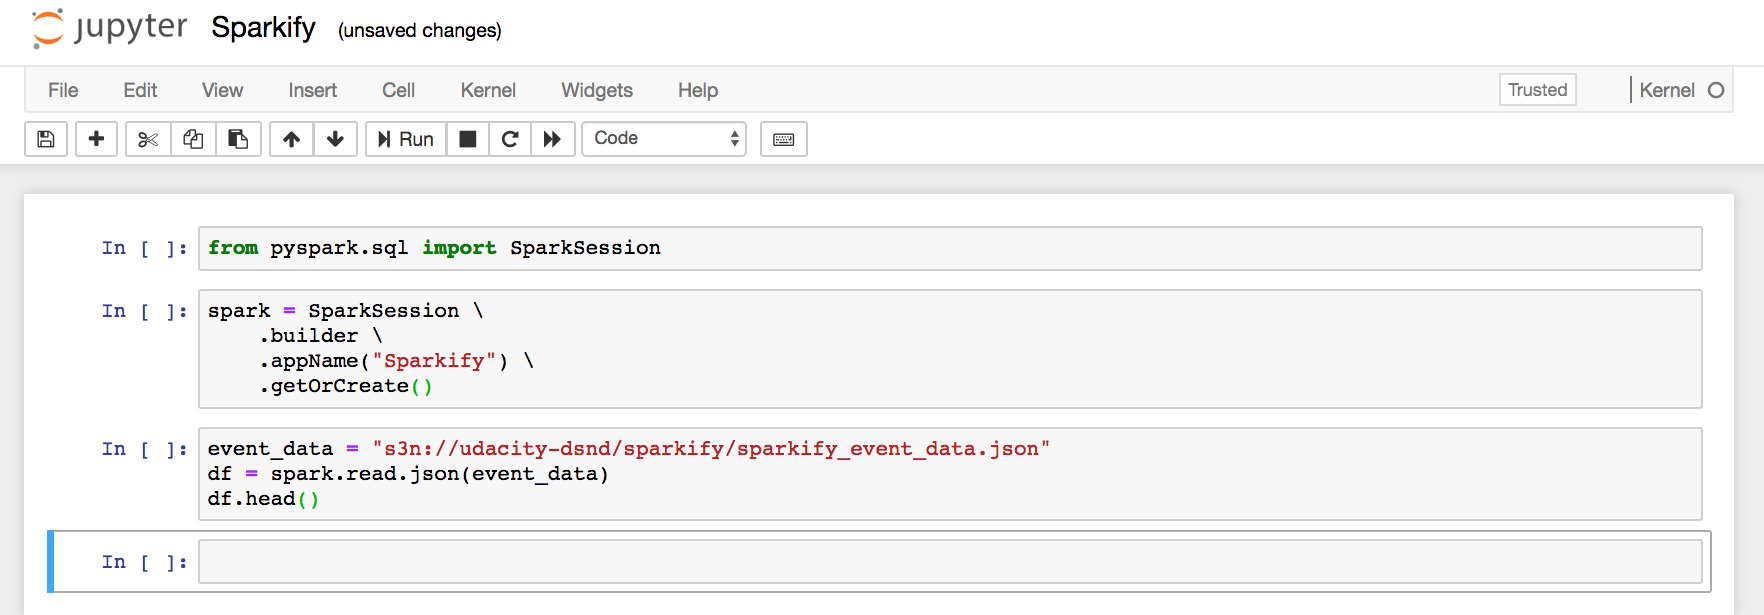 jupyter Sparkify (unsaved changes)
File Edit View Insert Cell Kernel Widgets Help Trusted Kernel
Run Code
In [ ]: from pyspark.sql import SparkSession
In [ ]: spark = SparkSession \
.builder \
.appName("Sparkify") \
.getOrCreate()
In [ ]: event_data = "s3n://udacity-dsnd/sparkify/sparkify_event_data.json"
df = spark.read.json(event_data)
df.head()
In [ ]: